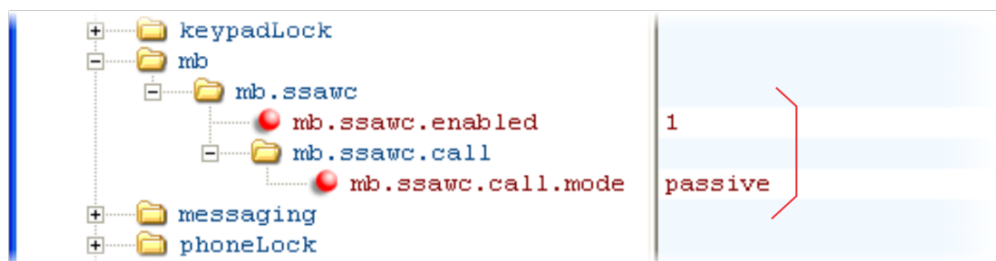 keypadLock
mb
mb.ssawc
mb.ssawc.enabled 1
mb.ssawc.call
mb.ssawc.call.mode passive
messaging
phoneLock